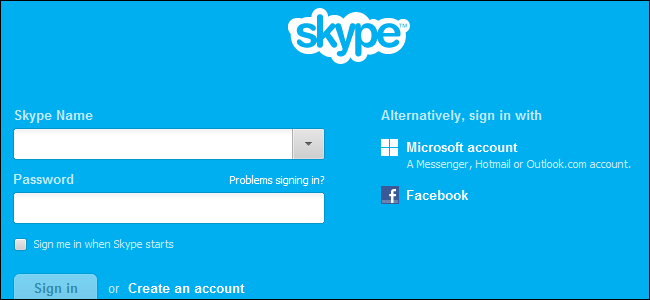 skype™
Skype Name
Password
Problems signing in?
Sign me in when Skype starts
Sign in or Create an account
Alternatively, sign in with
Microsoft account
A Messenger, Hotmail or Outlook.com account.
Facebook